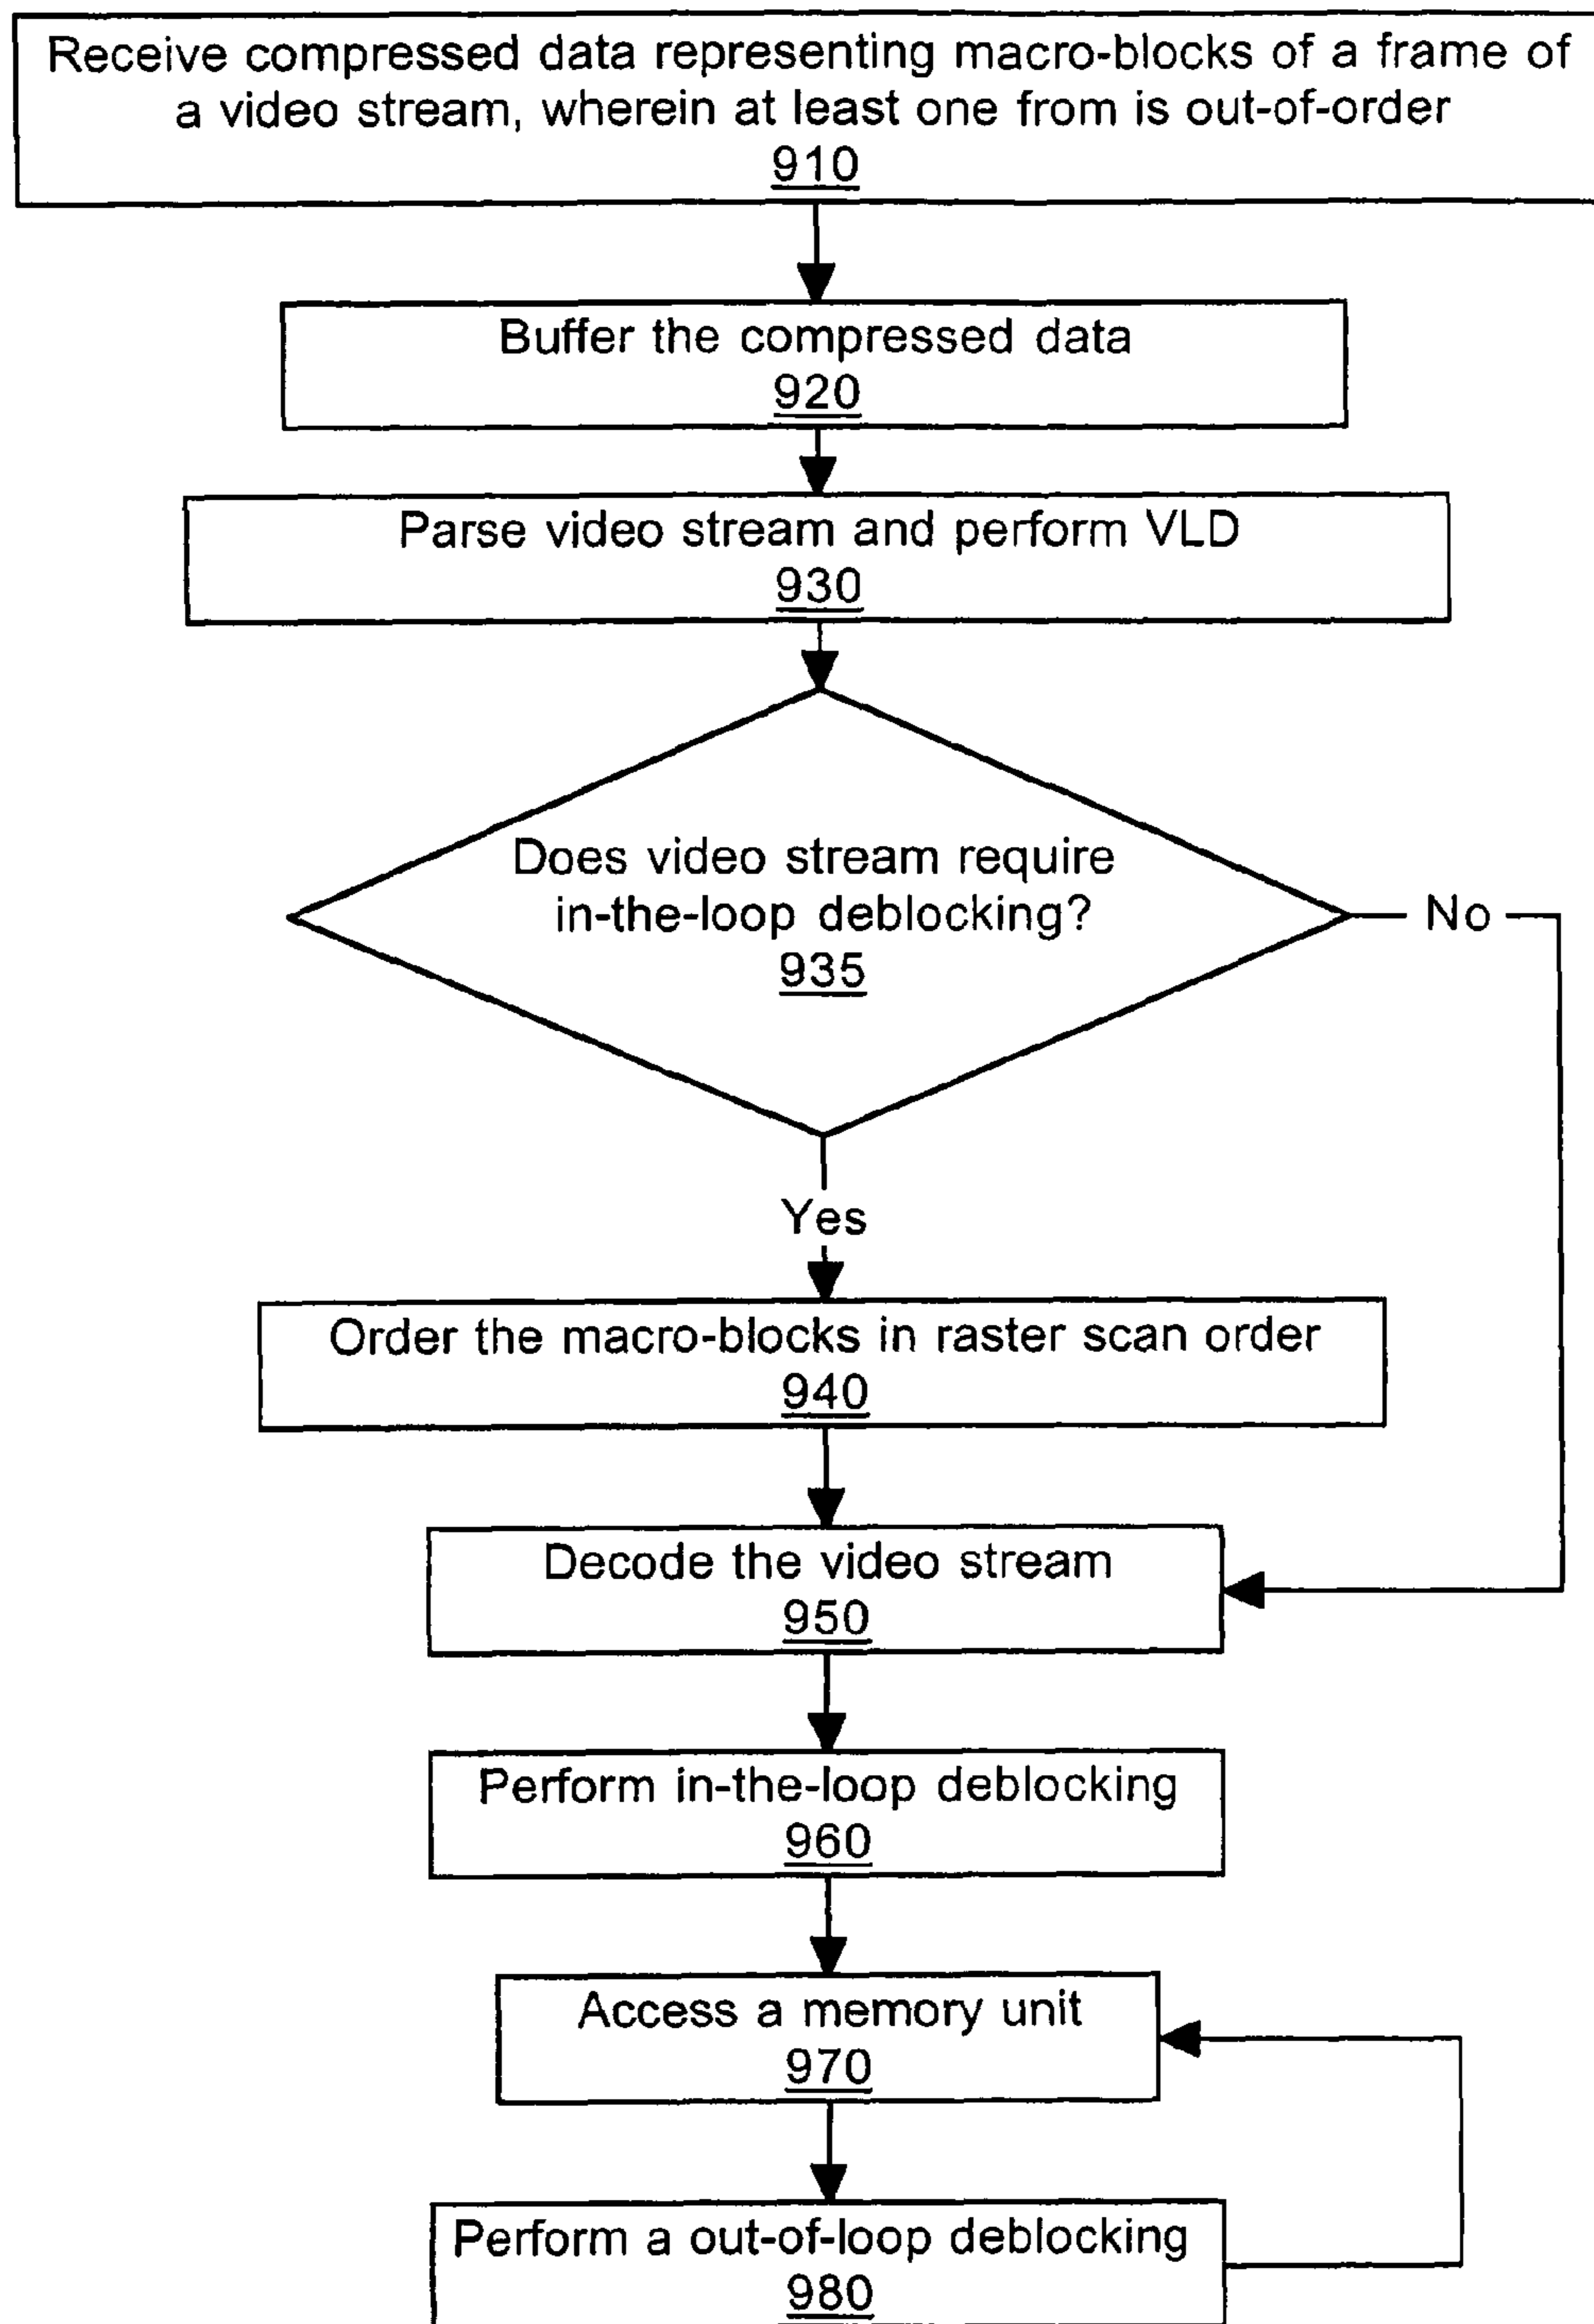 Receive compressed data representing macro-blocks of a frame of
a video stream, wherein at least one from is out-of-order
910
Buffer the compressed data
920
Parse video stream and perform VLD
930
Does video stream require
in-the-loop deblocking?
935
No
Yes
Order the macro-blocks in raster scan order
940
Decode the video stream
950
Perform in-the-loop deblocking
960
Access a memory unit
970
Perform a out-of-loop deblocking
980